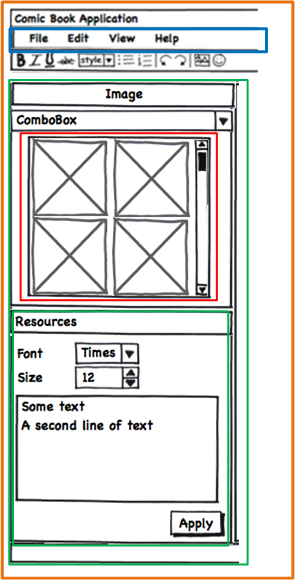 Comic Book Application
File Edit View Help
B I U abc style
Image
ComboBox
Resources
Font Times
Size 12
Some text
A second line of text
Apply